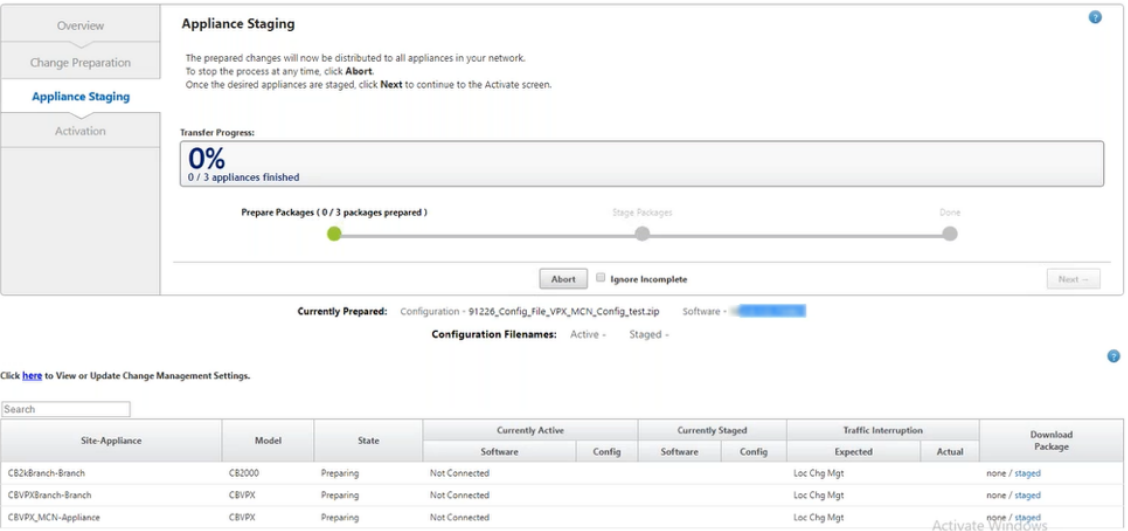 Overview
Change Preparation
Appliance Staging
Activation
Appliance Staging
?
The prepared changes will now be distributed to all appliances in your network.
To stop the process at any time, click Abort.
Once the desired appliances are staged, click Next to continue to the Activate screen.
Transfer Progress:
0%
0 / 3 appliances finished
Prepare Packages ( 0 / 3 packages prepared ) Stage Packages Done
Abort Ignore Incomplete Next
Currently Prepared: Configuration - 91226_Config_File_VPX_MCN_Config_test.zip Software -
Configuration Filenames: Active - Staged -
?
Click here to View or Update Change Management Settings.
Search
Site-Appliance Model State Currently Active Currently Staged Traffic Interruption Download Package
Software Config Software Config Expected Actual
CB2kBranch-Branch CB2000 Preparing Not Connected Loc Chg Mgt none / staged
CBVPXBranch-Branch CBVPX Preparing Not Connected Loc Chg Mgt none / staged
CBVPX_MCN-Appliance CBVPX Preparing Not Connected Loc Chg Mgt none / staged
Activate Windows